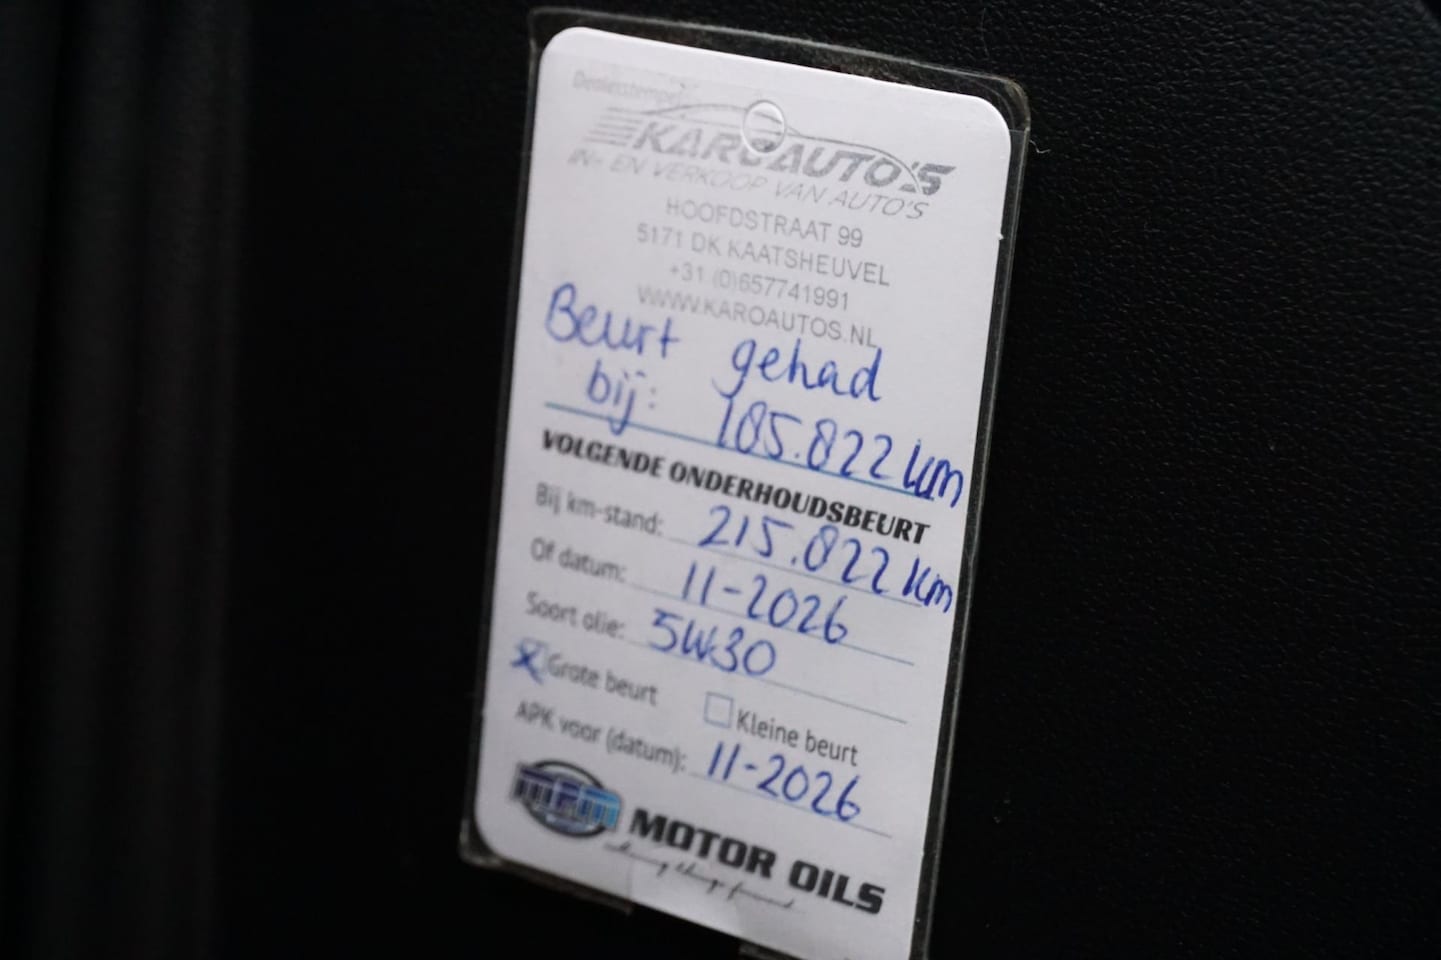 Dealerstempel
KAROAUTO'S
IN- EN VERKOOP VAN AUTO'S
HOOFDSTRAAT 99
5171 DK KAATSHEUVEL
+31 (0)657741991
WWW.KAROAUTOS.NL
Beurt gehad
bij: 185.822 km
VOLGENDE ONDERHOUDSBEURT
Bij km-stand: 215.822 km
Of datum: 11-2026
Soort olie: 5W30
x Grote beurt Kleine beurt
APK voor (datum): 11-2026
MPM MOTOR OILS